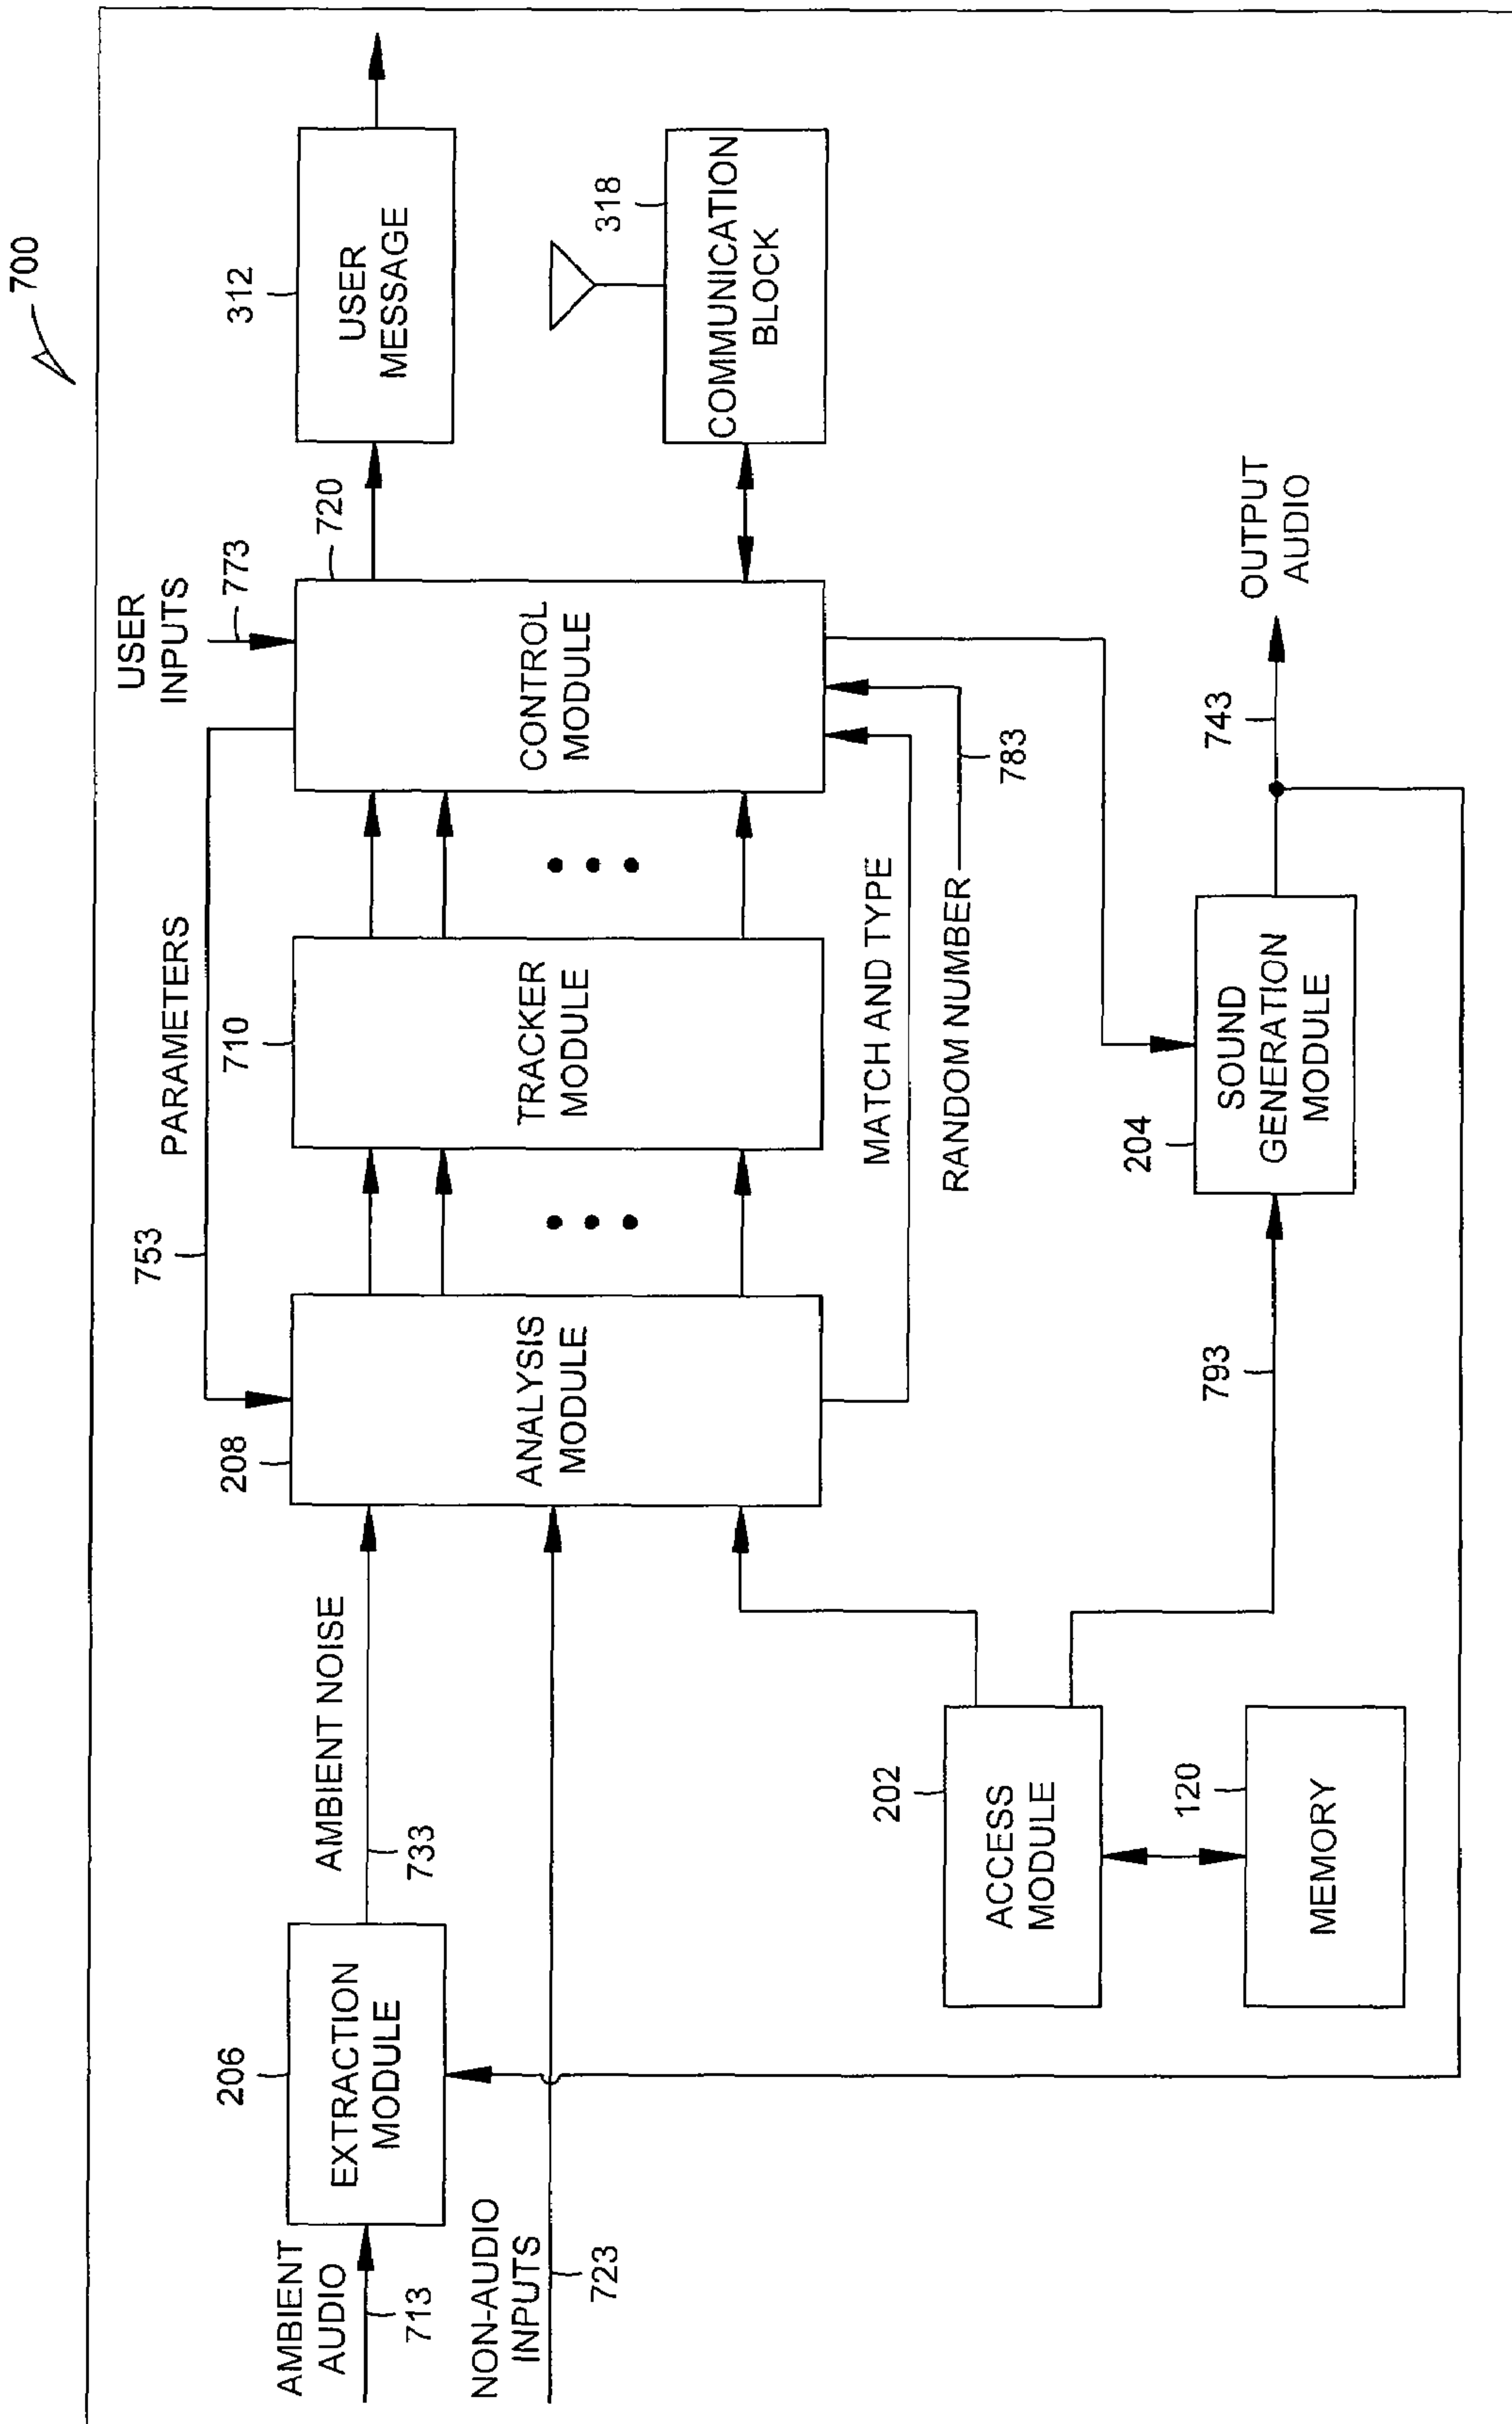 700
USER
INPUTS
773
PARAMETERS
753
312
USER
MESSAGE
720
710
208
318
COMMUNICATION
BLOCK
CONTROL
MODULE
TRACKER
MODULE
ANALYSIS
MODULE
AMBIENT NOISE
733
206
EXTRACTION
MODULE
AMBIENT
AUDIO
713
NON-AUDIO
INPUTS
723
MATCH AND TYPE
RANDOM NUMBER
783
202
ACCESS
MODULE
120
MEMORY
793
204
SOUND
GENERATION
MODULE
743
OUTPUT
AUDIO